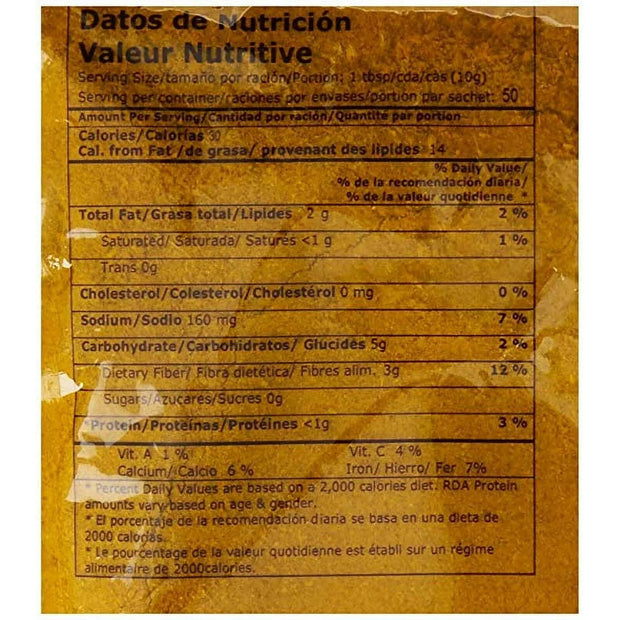 Datos de Nutrición
Valeur Nutritive
Serving Size/tamaño por ración/Portion: 1 tbsp/cda/càs (10g)
Serving per container/raciones por envases/portion par sachet: 50
Amount Per Serving/Cantidad por ración/Quantité par portion
Calories/Calorías 30
Cal. from Fat /de grasa/ provenant des lipides 14
% Daily Value/
% de la recomendación diaria/
% de la valeur quotidienne *
Total Fat/Grasa total/Lipides 2 g 2 %
Saturated/ Saturada/ Saturés <1 g 1 %
Trans 0g
Cholesterol/Colesterol/Cholestérol 0 mg 0 %
Sodium/Sodio 160 mg 7 %
Carbohydrate/Carbohidratos/ Glucides 5g 2 %
Dietary Fiber/ Fibra dietética/ Fibres alim. 3g 12 %
Sugars/Azucares/Sucres 0g
*Protein/Proteínas/Protéines <1g 3 %
Vit. A 1 % Vit. C 4 %
Calcium/ Calcio 6 % Iron/ Hierro/ Fer 7%
* Percent Daily Values are based on a 2,000 calories diet. RDA Protein
amounts vary based on age & gender.
* El porcentaje de la recomendación diaria se basa en una dieta de
2000 calorías.
* Le pourcentage de la valeur quotidienne est établi sur un régime
alimentaire de 2000calories.